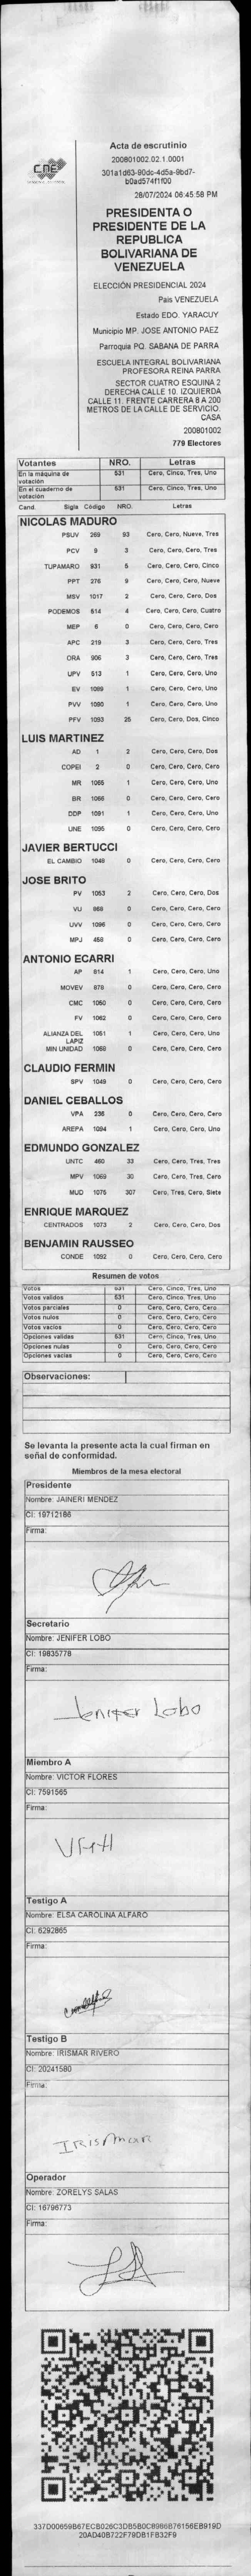 CNE
Acta de escrutinio
200801002.02.1.0001
301a1d63-90dc-4d5a-9bd7-
b0ad574f1f00
28/07/2024 06:45:58 PM
PRESIDENTA O
PRESIDENTE DE LA
REPUBLICA
BOLIVARIANA DE
VENEZUELA
ELECCIÓN PRESIDENCIAL 2024
Pais VENEZUELA
Estado EDO. YARACUY
Municipio MP. JOSE ANTONIO PAEZ
Parroquia PQ. SABANA DE PARRA
ESCUELA INTEGRAL BOLIVARIANA
PROFESORA REINA PARRA
SECTOR CUATRO ESQUINA 2
DERECHA CALLE 10. IZQUIERDA
CALLE 11. FRENTE CARRERA 8 A 200
METROS DE LA CALLE DE SERVICIO.
CASA
200801002
779 Electores
Votantes NRO. Letras
En la máquina de votación 531 Cero, Cinco, Tres, Uno
En el cuaderno de votación 531 Cero, Cinco, Tres, Uno
Cand. Sigla Código NRO. Letras
NICOLAS MADURO
PSUV 269 93 Cero, Cero, Nueve, Tres
PCV 9 3 Cero, Cero, Cero, Tres
TUPAMARO 931 5 Cero, Cero, Cero, Cinco
PPT 276 9 Cero, Cero, Cero, Nueve
MSV 1017 2 Cero, Cero, Cero, Dos
PODEMOS 514 4 Cero, Cero, Cero, Cuatro
MEP 6 0 Cero, Cero, Cero, Cero
APC 219 3 Cero, Cero, Cero, Tres
ORA 906 3 Cero, Cero, Cero, Tres
UPV 513 1 Cero, Cero, Cero, Uno
EV 1089 1 Cero, Cero, Cero, Uno
PVV 1090 1 Cero, Cero, Cero, Uno
PFV 1093 25 Cero, Cero, Dos, Cinco
LUIS MARTINEZ
AD 1 2 Cero, Cero, Cero, Dos
COPEI 2 0 Cero, Cero, Cero, Cero
MR 1065 1 Cero, Cero, Cero, Uno
BR 1066 0 Cero, Cero, Cero, Cero
DDP 1091 1 Cero, Cero, Cero, Uno
UNE 1095 0 Cero, Cero, Cero, Cero
JAVIER BERTUCCI
EL CAMBIO 1048 0 Cero, Cero, Cero, Cero
JOSE BRITO
PV 1053 2 Cero, Cero, Cero, Dos
VU 868 0 Cero, Cero, Cero, Cero
UVV 1096 0 Cero, Cero, Cero, Cero
MPJ 458 0 Cero, Cero, Cero, Cero
ANTONIO ECARRI
AP 814 1 Cero, Cero, Cero, Uno
MOVEV 879 0 Cero, Cero, Cero, Cero
CMC 1050 0 Cero, Cero, Cero, Cero
FV 1062 0 Cero, Cero, Cero, Cero
ALIANZA DEL LAPIZ 1051 1 Cero, Cero, Cero, Uno
MIN UNIDAD 1068 0 Cero, Cero, Cero, Cero
CLAUDIO FERMIN
SPV 1049 0 Cero, Cero, Cero, Cero
DANIEL CEBALLOS
VPA 236 0 Cero, Cero, Cero, Cero
AREPA 1094 1 Cero, Cero, Cero, Uno
EDMUNDO GONZALEZ
UNTC 460 33 Cero, Cero, Tres, Tres
MPV 1069 30 Cero, Cero, Tres, Cero
MUD 1075 307 Cero, Tres, Cero, Siete
ENRIQUE MARQUEZ
CENTRADOS 1073 2 Cero, Cero, Cero, Dos
BENJAMIN RAUSSEO
CONDE 1092 0 Cero, Cero, Cero, Cero
Resumen de votos
Votos 531 Cero, Cinco, Tres, Uno
Votos validos 531 Cero, Cinco, Tres, Uno
Votos parciales 0 Cero, Cero, Cero, Cero
Votos nulos 0 Cero, Cero, Cero, Cero
Votos vacios 0 Cero, Cero, Cero, Cero
Opciones validas 531 Cero, Cinco, Tres, Uno
Opciones nulas 0 Cero, Cero, Cero, Cero
Opciones vacias 0 Cero, Cero, Cero, Cero
Observaciones:
Se levanta la presente acta la cual firman en
señal de conformidad.
Miembros de la mesa electoral
Presidente
Nombre: JAINERI MENDEZ
CI: 19712186
Firma:
Secretario
Nombre: JENIFER LOBO
CI: 19835778
Firma:
Jenifer Lobo
Miembro A
Nombre: VICTOR FLORES
CI: 7591565
Firma:
Testigo A
Nombre: ELSA CAROLINA ALFARO
CI: 6292865
Firma:
Testigo B
Nombre: IRISMAR RIVERO
CI: 20241580
Firma:
IRISMAR
Operador
Nombre: ZORELYS SALAS
CI: 16796773
Firma:
337D00659B67ECB026C3DB5B0C8986B76156EB919D
20AD40B722F79DB1FB32F9